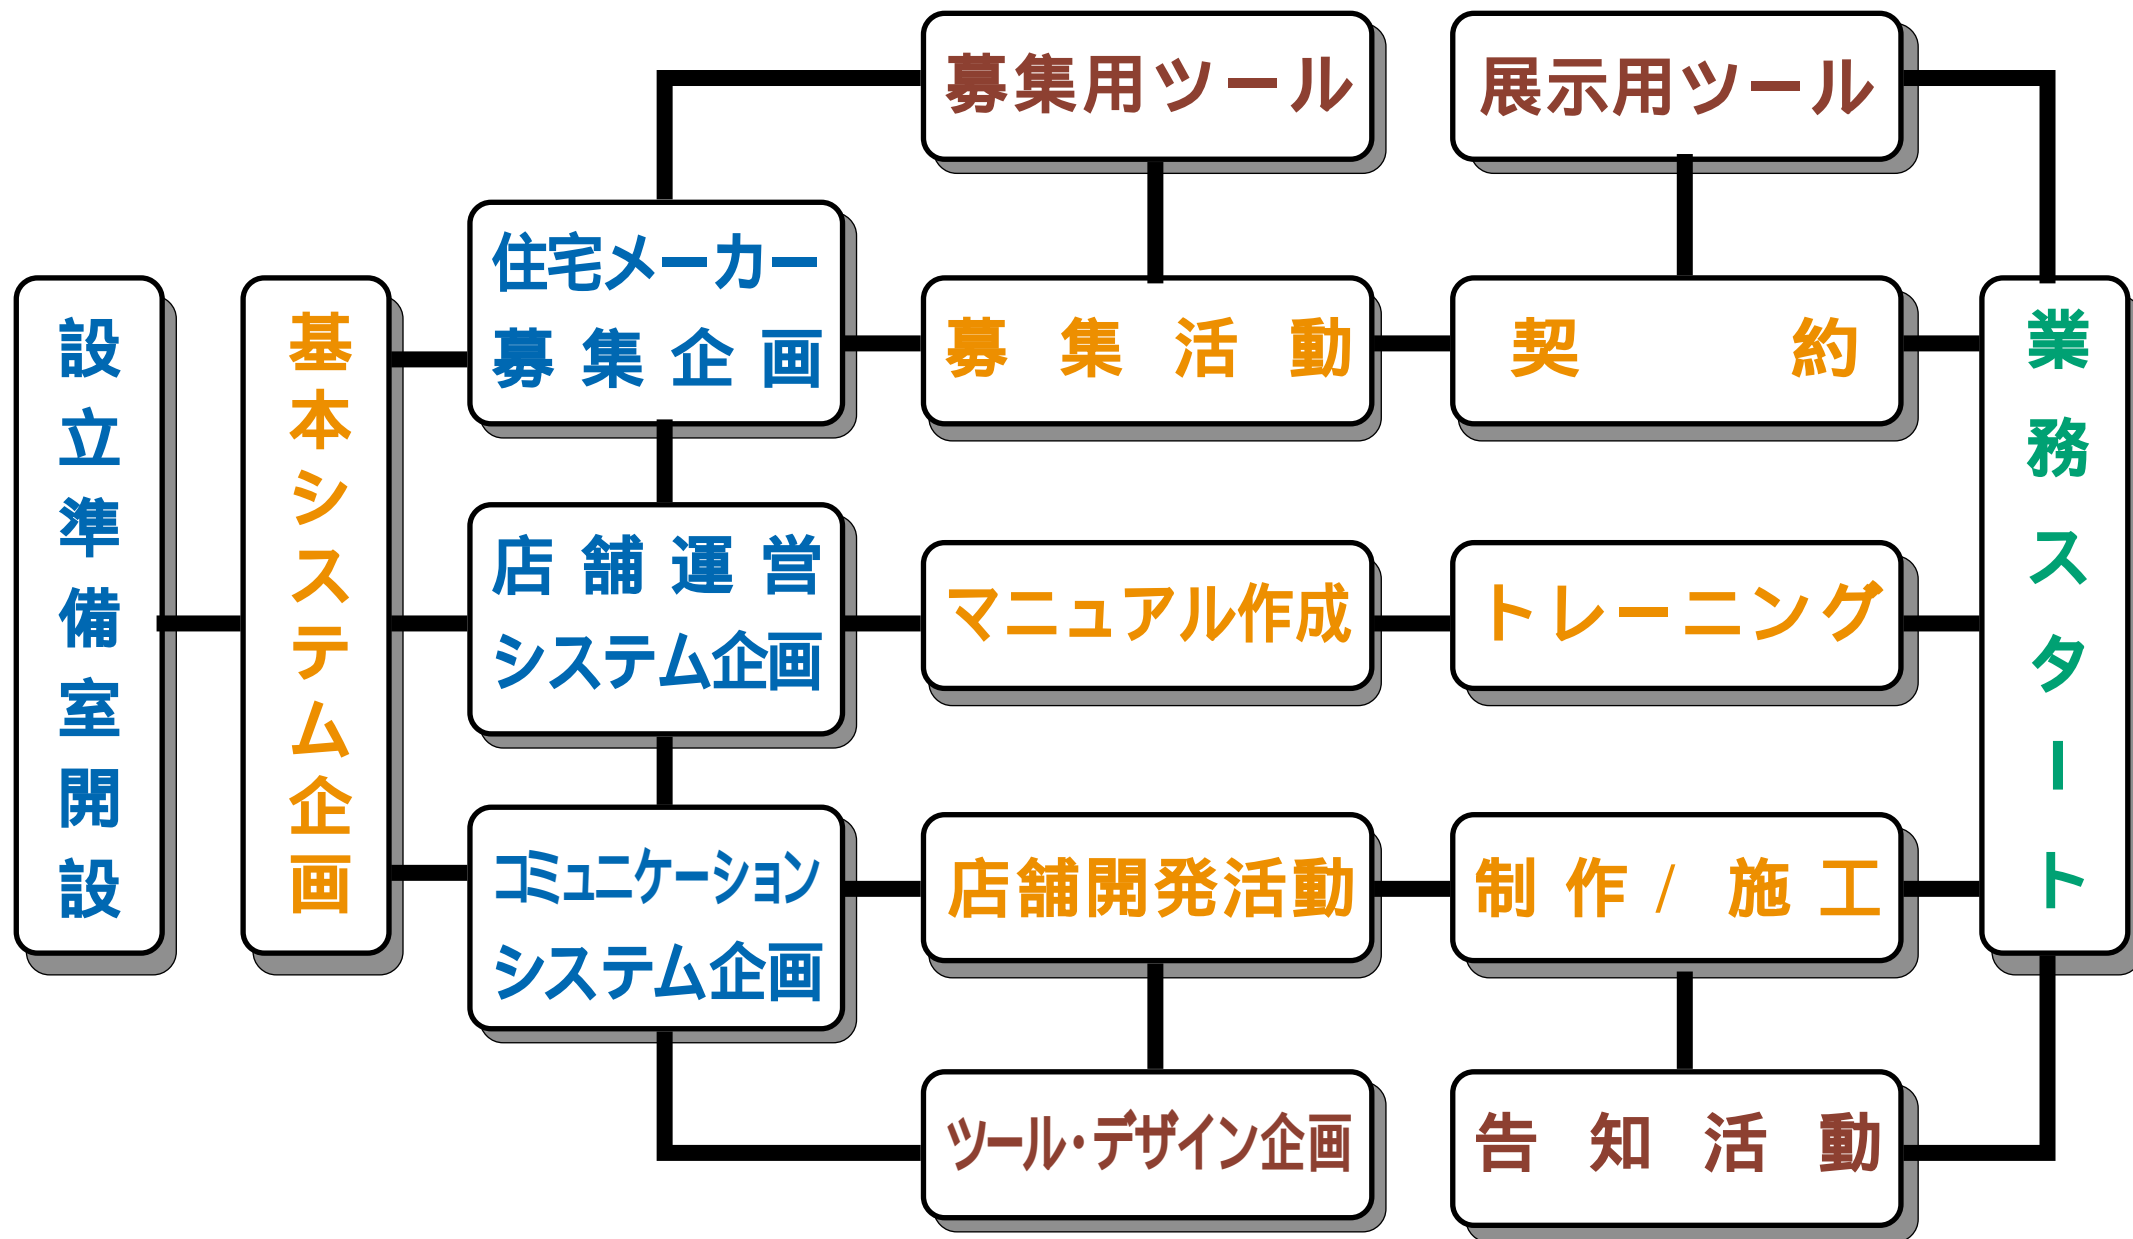 設立準備室開設
基本システム企画
住宅メーカー
募集企画
店舗運営
システム企画
コミュニケーション
システム企画
募集用ツール
展示用ツール
募集活動
契約
マニュアル作成
トレーニング
店舗開発活動
制作/ 施工
ツール・デザイン企画
告知活動
業務スタート